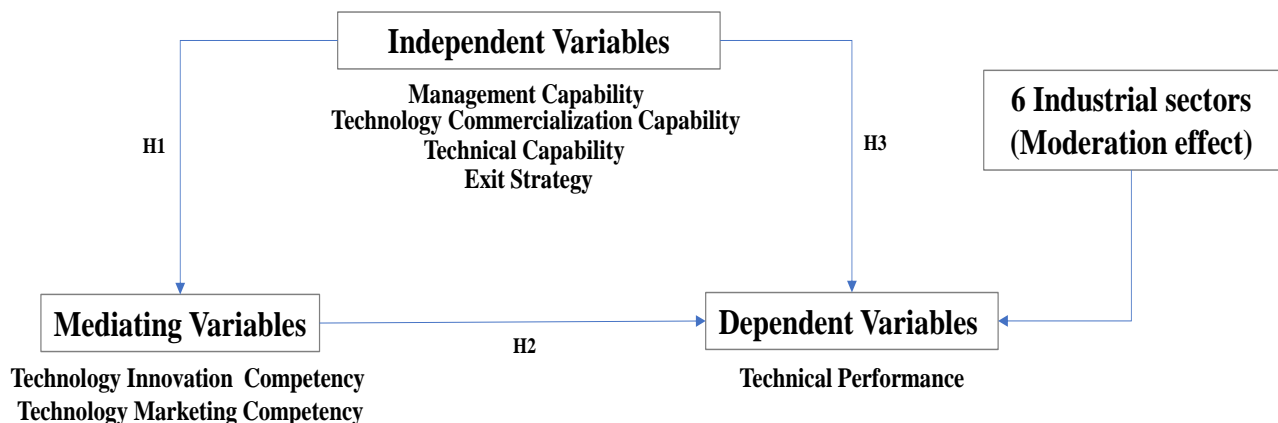 Independent Variables
Management Capability
Technology Commercialization Capability
Technical Capability
Exit Strategy
H1
H3
6 Industrial sectors
(Moderation effect)
Mediating Variables
H2
Dependent Variables
Technology Innovation Competency
Technology Marketing Competency
Technical Performance